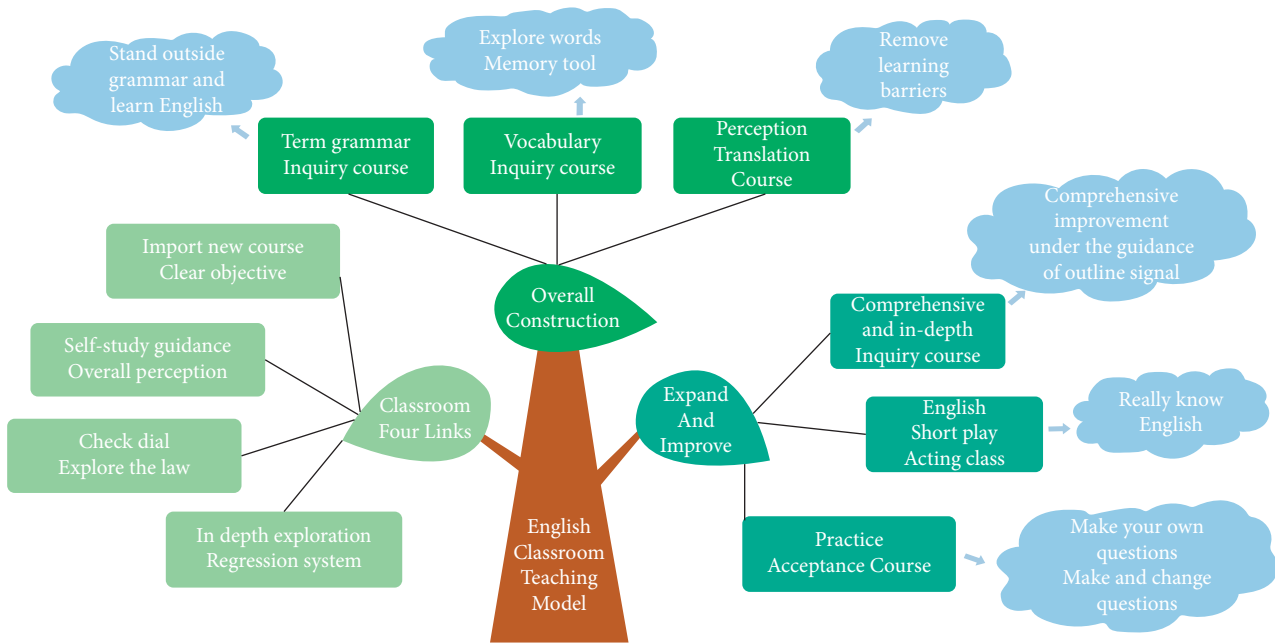 Stand outside
grammar and
learn English
Explore words
Memory tool
Remove
learning
barriers
Term grammar
Inquiry course
Vocabulary
Inquiry course
Perception
Translation
Course
Comprehensive
improvement
under the guidance
of outline signal
Import new course
Clear objective
Overall
Construction
Comprehensive
and in-depth
Inquiry course
Self-study guidance
Overall perception
Classroom
Four Links
Expand
And
Improve
English
Short play
Acting class
Really know
English
Check dial
Explore the law
In depth exploration
Regression system
English
Classroom
Teaching
Model
Practice
Acceptance Course
Make your own
questions
Make and change
questions